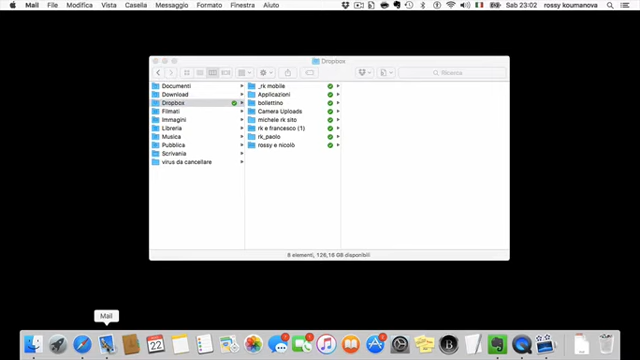 Mail File Modifica Vista Casella Messaggio Formato Finestra Aiuto Sab 23:02 rossy koumanova
Dropbox
Ricerca
Documenti
Download
Dropbox
Filmati
Immagini
Libreria
Musica
Pubblica
Scrivania
virus da cancellare
_rk mobile
Applicazioni
bollettino
Camera Uploads
michele rk sito
rk e francesco (1)
rk_paolo
rossy e nicolò
8 elementi, 126,16 GB disponibili
Mail
22